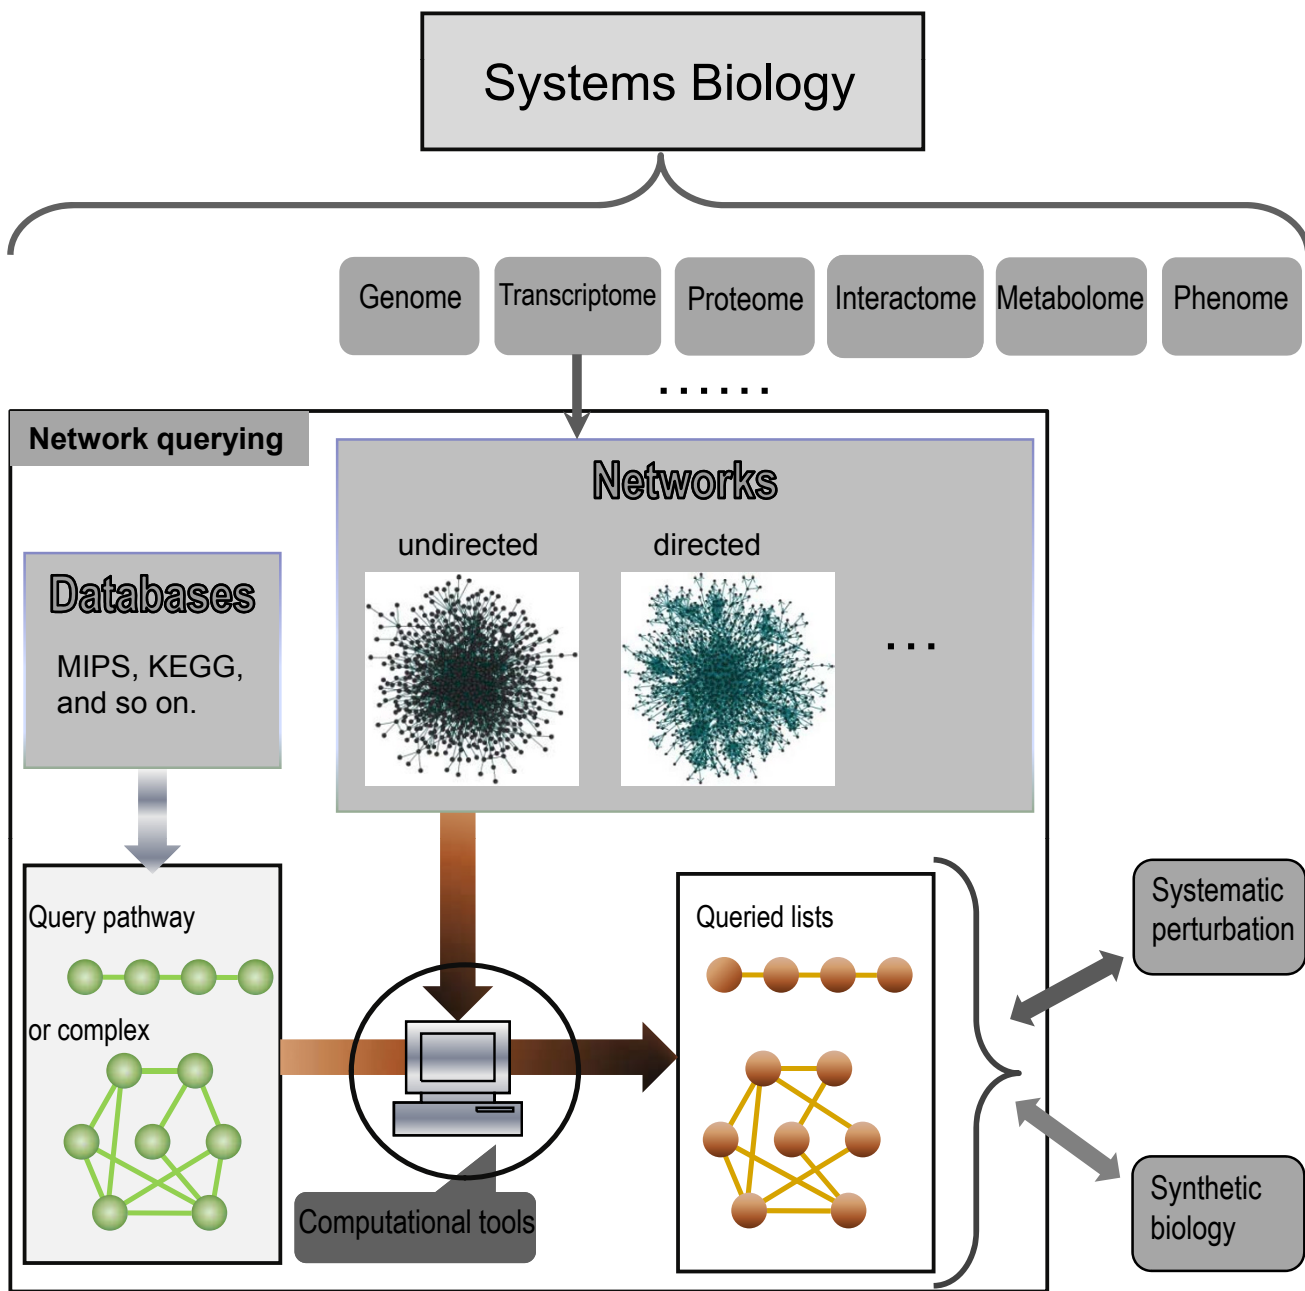 Systems Biology
Genome
Transcriptome
Proteome
Interactome
Metabolome
Phenome
......
Network querying
Networks
undirected
directed
...
Databases
MIPS, KEGG,
and so on.
Query pathway
or complex
Computational tools
Queried lists
Systematic
perturbation
Synthetic
biology